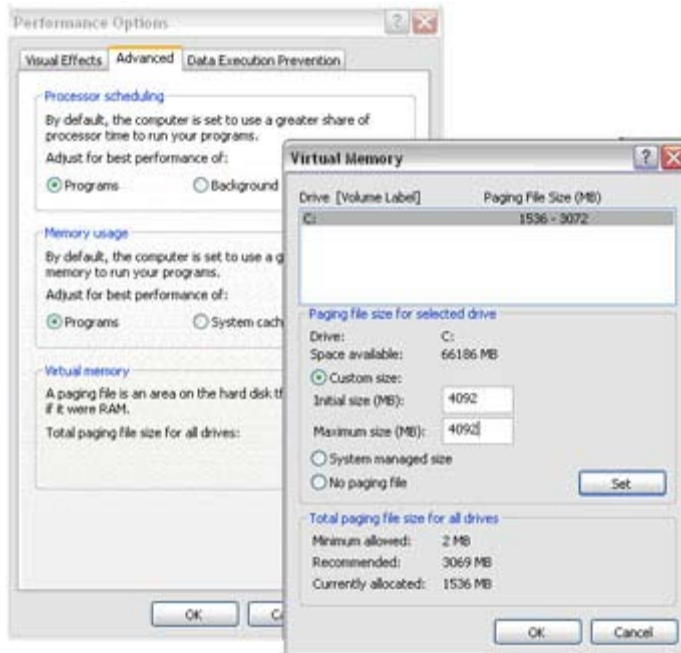 Performance Options
Visual Effects Advanced Data Execution Prevention
Processor scheduling
By default, the computer is set to use a greater share of
processor time to run your programs.
Adjust for best performance of:
Programs Background
Memory usage
By default, the computer is set to use a g
memory to run your programs.
Adjust for best performance of:
Programs System cach
Virtual memory
A paging file is an area on the hard disk th
if it were RAM.
Total paging file size for all drives:
OK Ca
Virtual Memory
Drive [Volume Label] Paging File Size (MB)
C: 1536 - 3072
Paging file size for selected drive
Drive: C:
Space available: 66186 MB
Custom size:
Initial size (MB): 4092
Maximum size (MB): 4092
System managed size
No paging file
Set
Total paging file size for all drives
Minimum allowed: 2 MB
Recommended: 3069 MB
Currently allocated: 1536 MB
OK Cancel